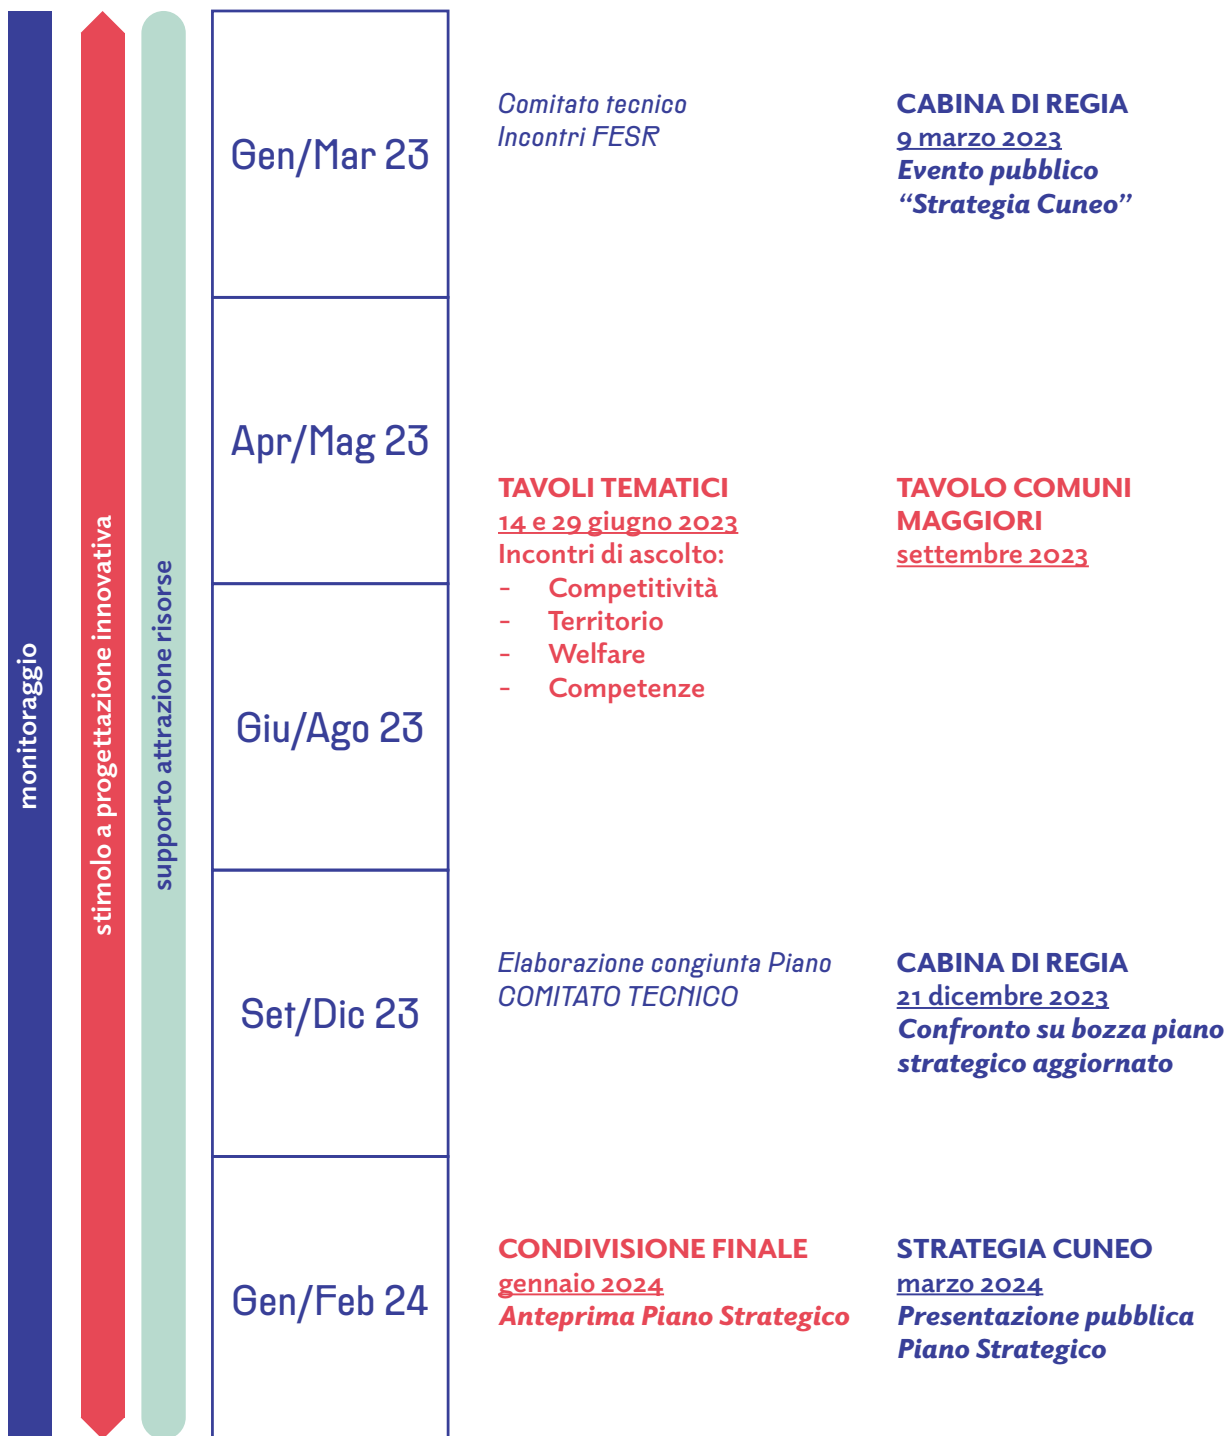 monitoraggio
stimolo a progettazione innovativa
supporto attrazione risorse
Gen/Mar 23
Comitato tecnico
Incontri FESR
CABINA DI REGIA
9 marzo 2023
Evento pubblico
“Strategia Cuneo”
Apr/Mag 23
TAVOLI TEMATICI
14 e 29 giugno 2023
Incontri di ascolto:
- Competitività
- Territorio
- Welfare
- Competenze
TAVOLO COMUNI
MAGGIORI
settembre 2023
Giu/Ago 23
Set/Dic 23
Elaborazione congiunta Piano
COMITATO TECNICO
CABINA DI REGIA
21 dicembre 2023
Confronto su bozza piano
strategico aggiornato
Gen/Feb 24
CONDIVISIONE FINALE
gennaio 2024
Anteprima Piano Strategico
STRATEGIA CUNEO
marzo 2024
Presentazione pubblica
Piano Strategico